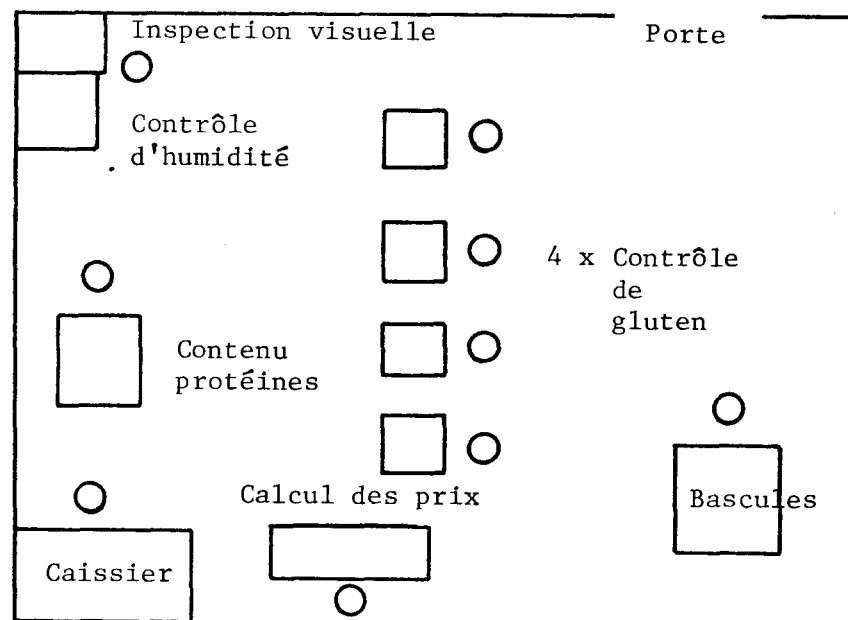 Inspection visuelle
Porte
Contrôle
d'humidité
4 x Contrôle
de
gluten
Contenu
protéines
Calcul des prix
Bascules
Caissier